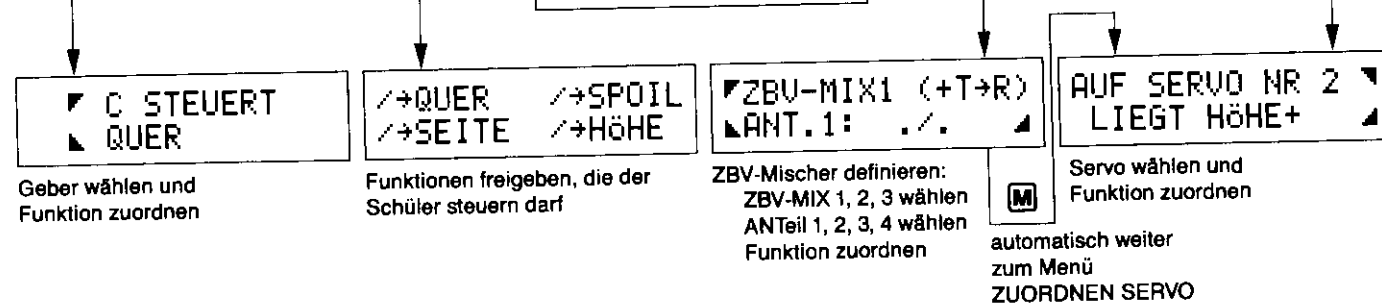 C STEUERT
QUER
Geber wählen und
Funktion zuordnen
/→QUER /→SPOIL
/→SEITE /→HÖHE
Funktionen freigeben, die der
Schüler steuern darf
ZBV-MIX1 (+T→R)
ANT.1: ./.
ZBV-Mischer definieren:
ZBV-MIX 1, 2, 3 wählen
ANTeil 1, 2, 3, 4 wählen
Funktion zuordnen
M
automatisch weiter
zum Menü
ZUORDNEN SERVO
AUF SERVO NR 2
LIEGT HÖHE+
Servo wählen und
Funktion zuordnen